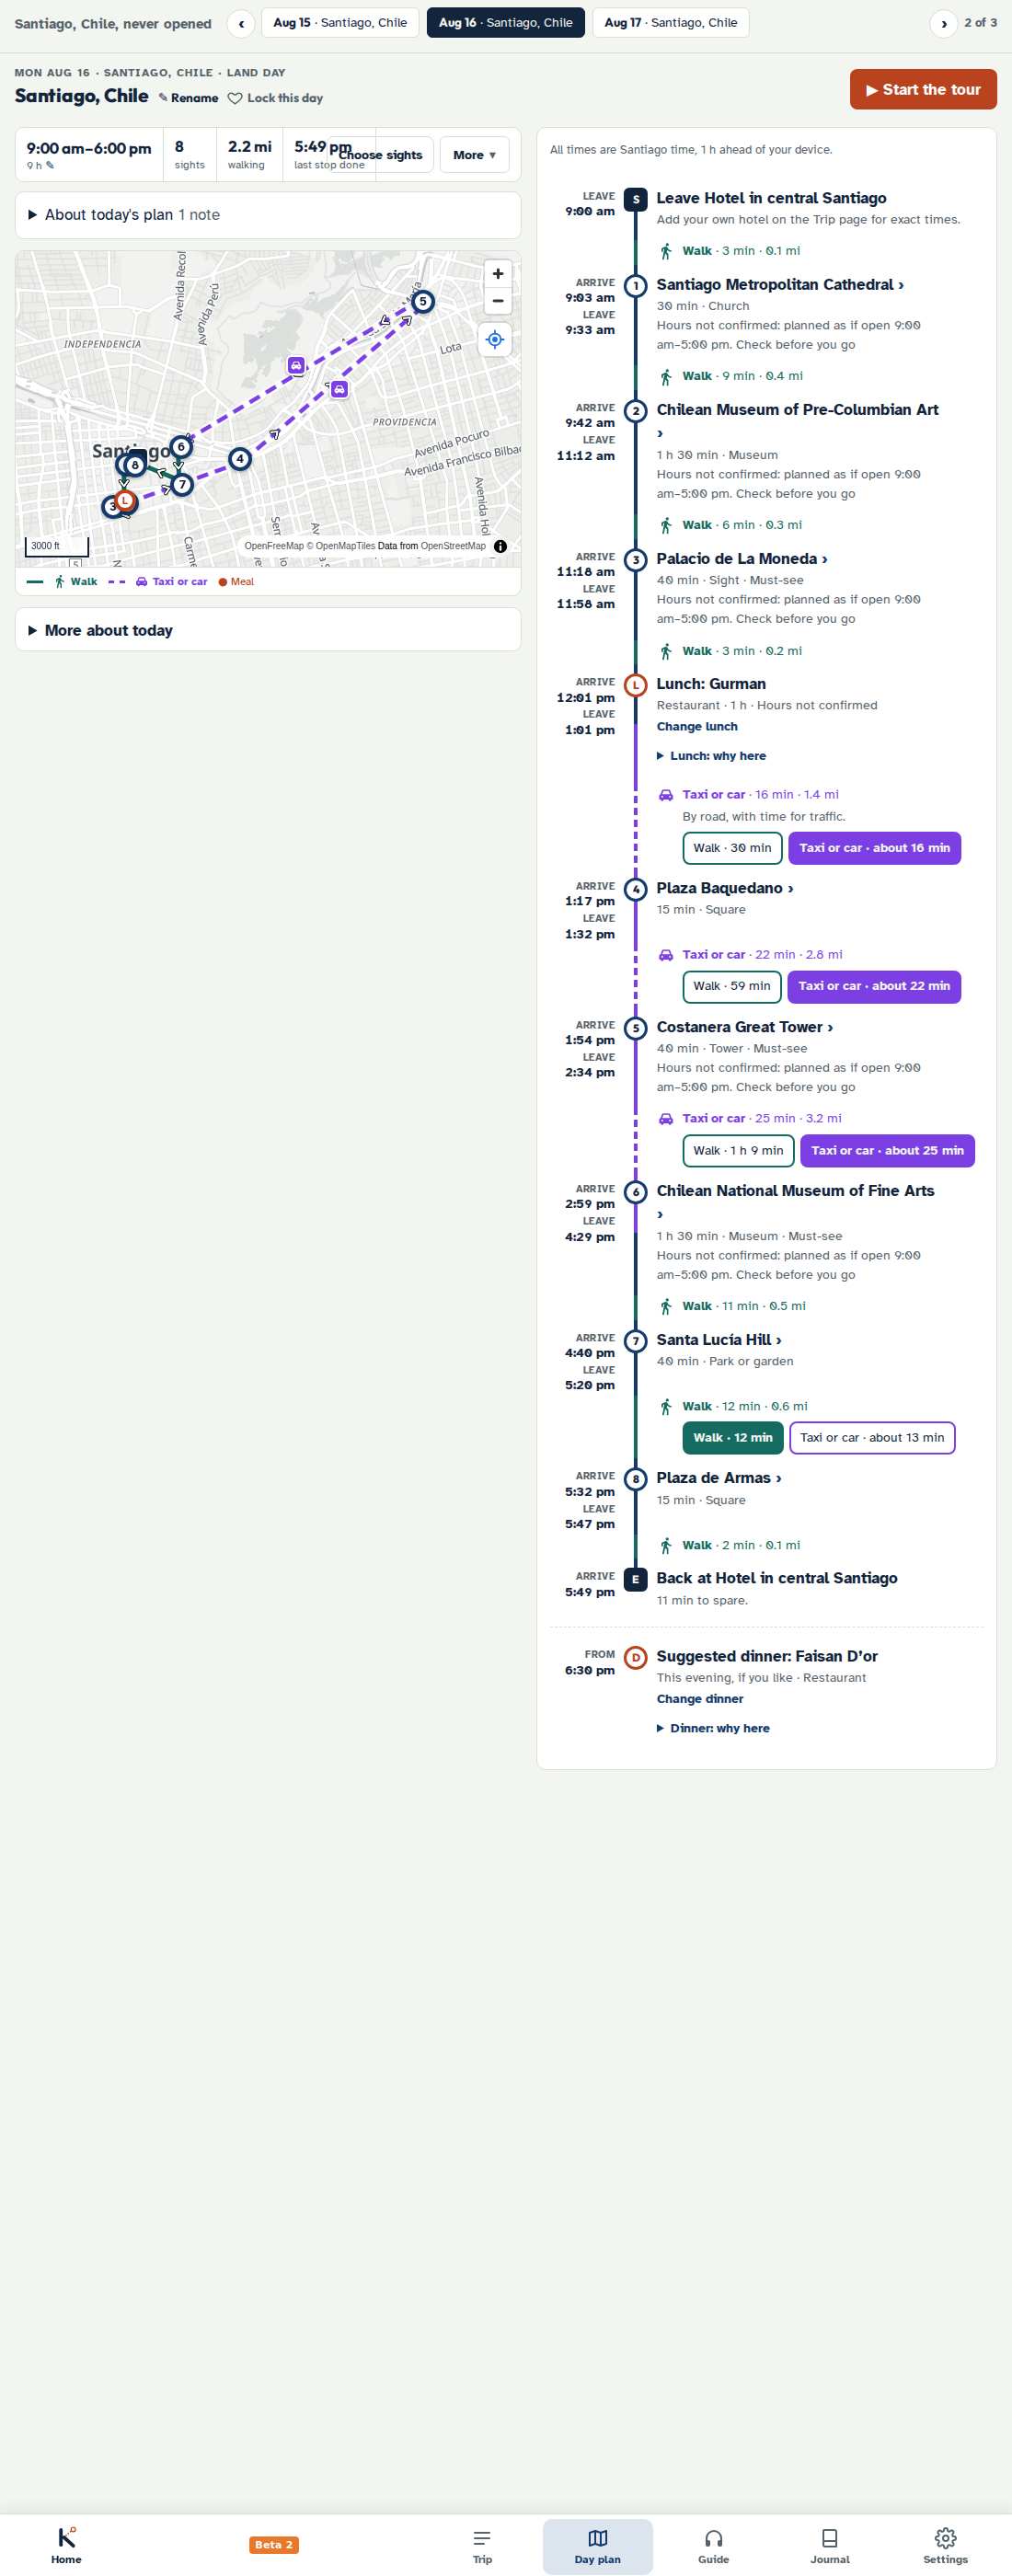 Santiago, Chile, never opened
‹
Aug 15 · Santiago, Chile
Aug 16 · Santiago, Chile
Aug 17 · Santiago, Chile
›
2 of 3
MON AUG 16 · SANTIAGO, CHILE · LAND DAY
Santiago, Chile
✎ Rename
Lock this day
▶ Start the tour
9:00 am–6:00 pm
9 h ✎
8
sights
2.2 mi
walking
5:49 pm
last stop done
Choose sights
More ▾
▶ About today's plan 1 note
Avenida Perú
INDEPENDENCIA
Lota
PROVIDENCIA
Avenida Pocuro
Santiago
+
−
5
6
8
4
7
3
L
3000 ft
5
OpenFreeMap © OpenMapTiles Data from OpenStreetMap
Walk
Taxi or car
Meal
▶ More about today
All times are Santiago time, 1 h ahead of your device.
LEAVE
9:00 am
S
Leave Hotel in central Santiago
Add your own hotel on the Trip page for exact times.
Walk · 3 min · 0.1 mi
ARRIVE
9:03 am
LEAVE
9:33 am
1
Santiago Metropolitan Cathedral ›
30 min · Church
Hours not confirmed: planned as if open 9:00
am–5:00 pm. Check before you go
Walk · 9 min · 0.4 mi
ARRIVE
9:42 am
LEAVE
11:12 am
2
Chilean Museum of Pre-Columbian Art
›
1 h 30 min · Museum
Hours not confirmed: planned as if open 9:00
am–5:00 pm. Check before you go
Walk · 6 min · 0.3 mi
ARRIVE
11:18 am
LEAVE
11:58 am
3
Palacio de La Moneda ›
40 min · Sight · Must-see
Hours not confirmed: planned as if open 9:00
am–5:00 pm. Check before you go
Walk · 3 min · 0.2 mi
ARRIVE
12:01 pm
LEAVE
1:01 pm
L
Lunch: Gurman
Restaurant · 1 h · Hours not confirmed
Change lunch
▶ Lunch: why here
Taxi or car · 16 min · 1.4 mi
By road, with time for traffic.
Walk · 30 min
Taxi or car · about 16 min
ARRIVE
1:17 pm
LEAVE
1:32 pm
4
Plaza Baquedano ›
15 min · Square
Taxi or car · 22 min · 2.8 mi
Walk · 59 min
Taxi or car · about 22 min
ARRIVE
1:54 pm
LEAVE
2:34 pm
5
Costanera Great Tower ›
40 min · Tower · Must-see
Hours not confirmed: planned as if open 9:00
am–5:00 pm. Check before you go
Taxi or car · 25 min · 3.2 mi
Walk · 1 h 9 min
Taxi or car · about 25 min
ARRIVE
2:59 pm
LEAVE
4:29 pm
6
Chilean National Museum of Fine Arts
›
1 h 30 min · Museum · Must-see
Hours not confirmed: planned as if open 9:00
am–5:00 pm. Check before you go
Walk · 11 min · 0.5 mi
ARRIVE
4:40 pm
LEAVE
5:20 pm
7
Santa Lucía Hill ›
40 min · Park or garden
Walk · 12 min · 0.6 mi
Walk · 12 min
Taxi or car · about 13 min
ARRIVE
5:32 pm
LEAVE
5:47 pm
8
Plaza de Armas ›
15 min · Square
Walk · 2 min · 0.1 mi
ARRIVE
5:49 pm
E
Back at Hotel in central Santiago
11 min to spare.
FROM
6:30 pm
D
Suggested dinner: Faisan D’or
This evening, if you like · Restaurant
Change dinner
▶ Dinner: why here
Home
Beta 2
Trip
Day plan
Guide
Journal
Settings